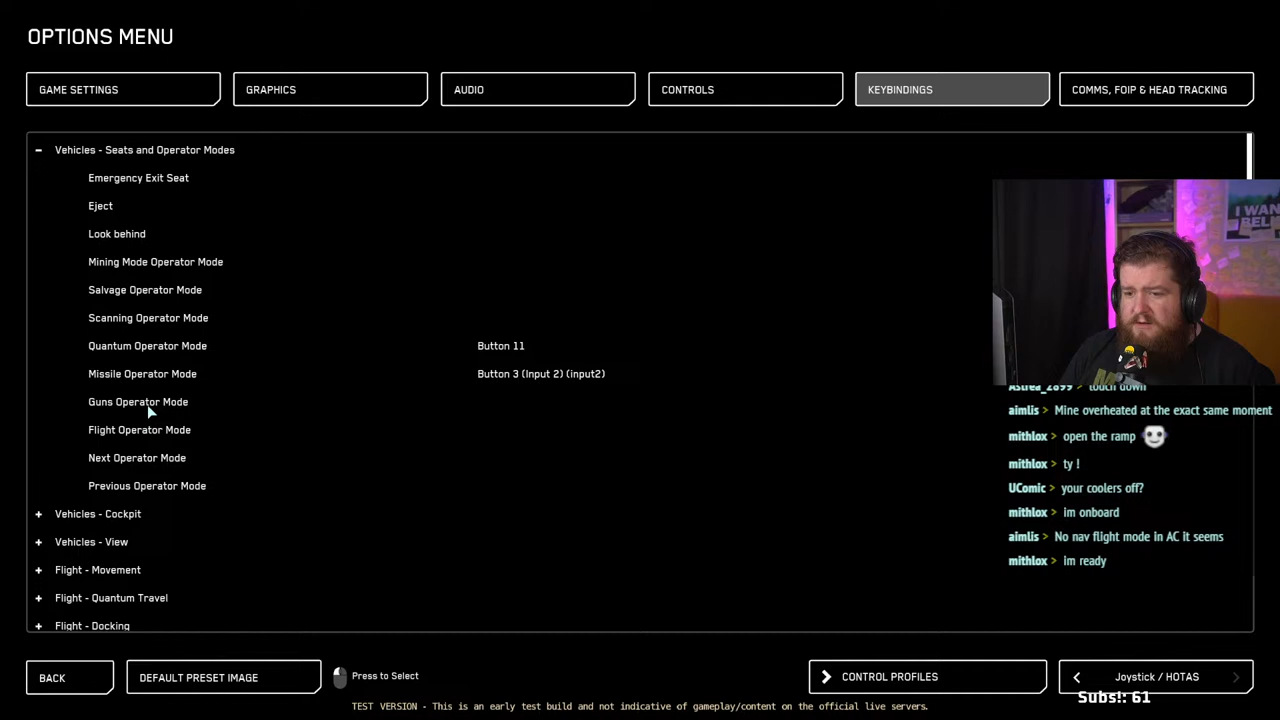 OPTIONS MENU
GAME SETTINGS
GRAPHICS
AUDIO
CONTROLS
KEYBINDINGS
COMMS, FOIP & HEAD TRACKING
Vehicles - Seats and Operator Modes
Emergency Exit Seat
Eject
Look behind
Mining Mode Operator Mode
Salvage Operator Mode
Scanning Operator Mode
Quantum Operator Mode
Button 11
Missile Operator Mode
Button 3 (Input 2) (input2)
Guns Operator Mode
Flight Operator Mode
Next Operator Mode
Previous Operator Mode
Vehicles - Cockpit
Vehicles - View
Flight - Movement
Flight - Quantum Travel
Flight - Docking
I WANT
Astrea_2899 > touch down
aimlis > Mine overheated at the exact same moment
mithlox > open the ramp
mithlox > ty !
UComic > your coolers off?
mithlox > im onboard
aimlis > No nav flight mode in AC it seems
mithlox > im ready
BACK
DEFAULT PRESET IMAGE
Press to Select
CONTROL PROFILES
Joystick / HOTAS
Subs!: 61
TEST VERSION - This is an early test build and not indicative of gameplay/content on the official live servers.